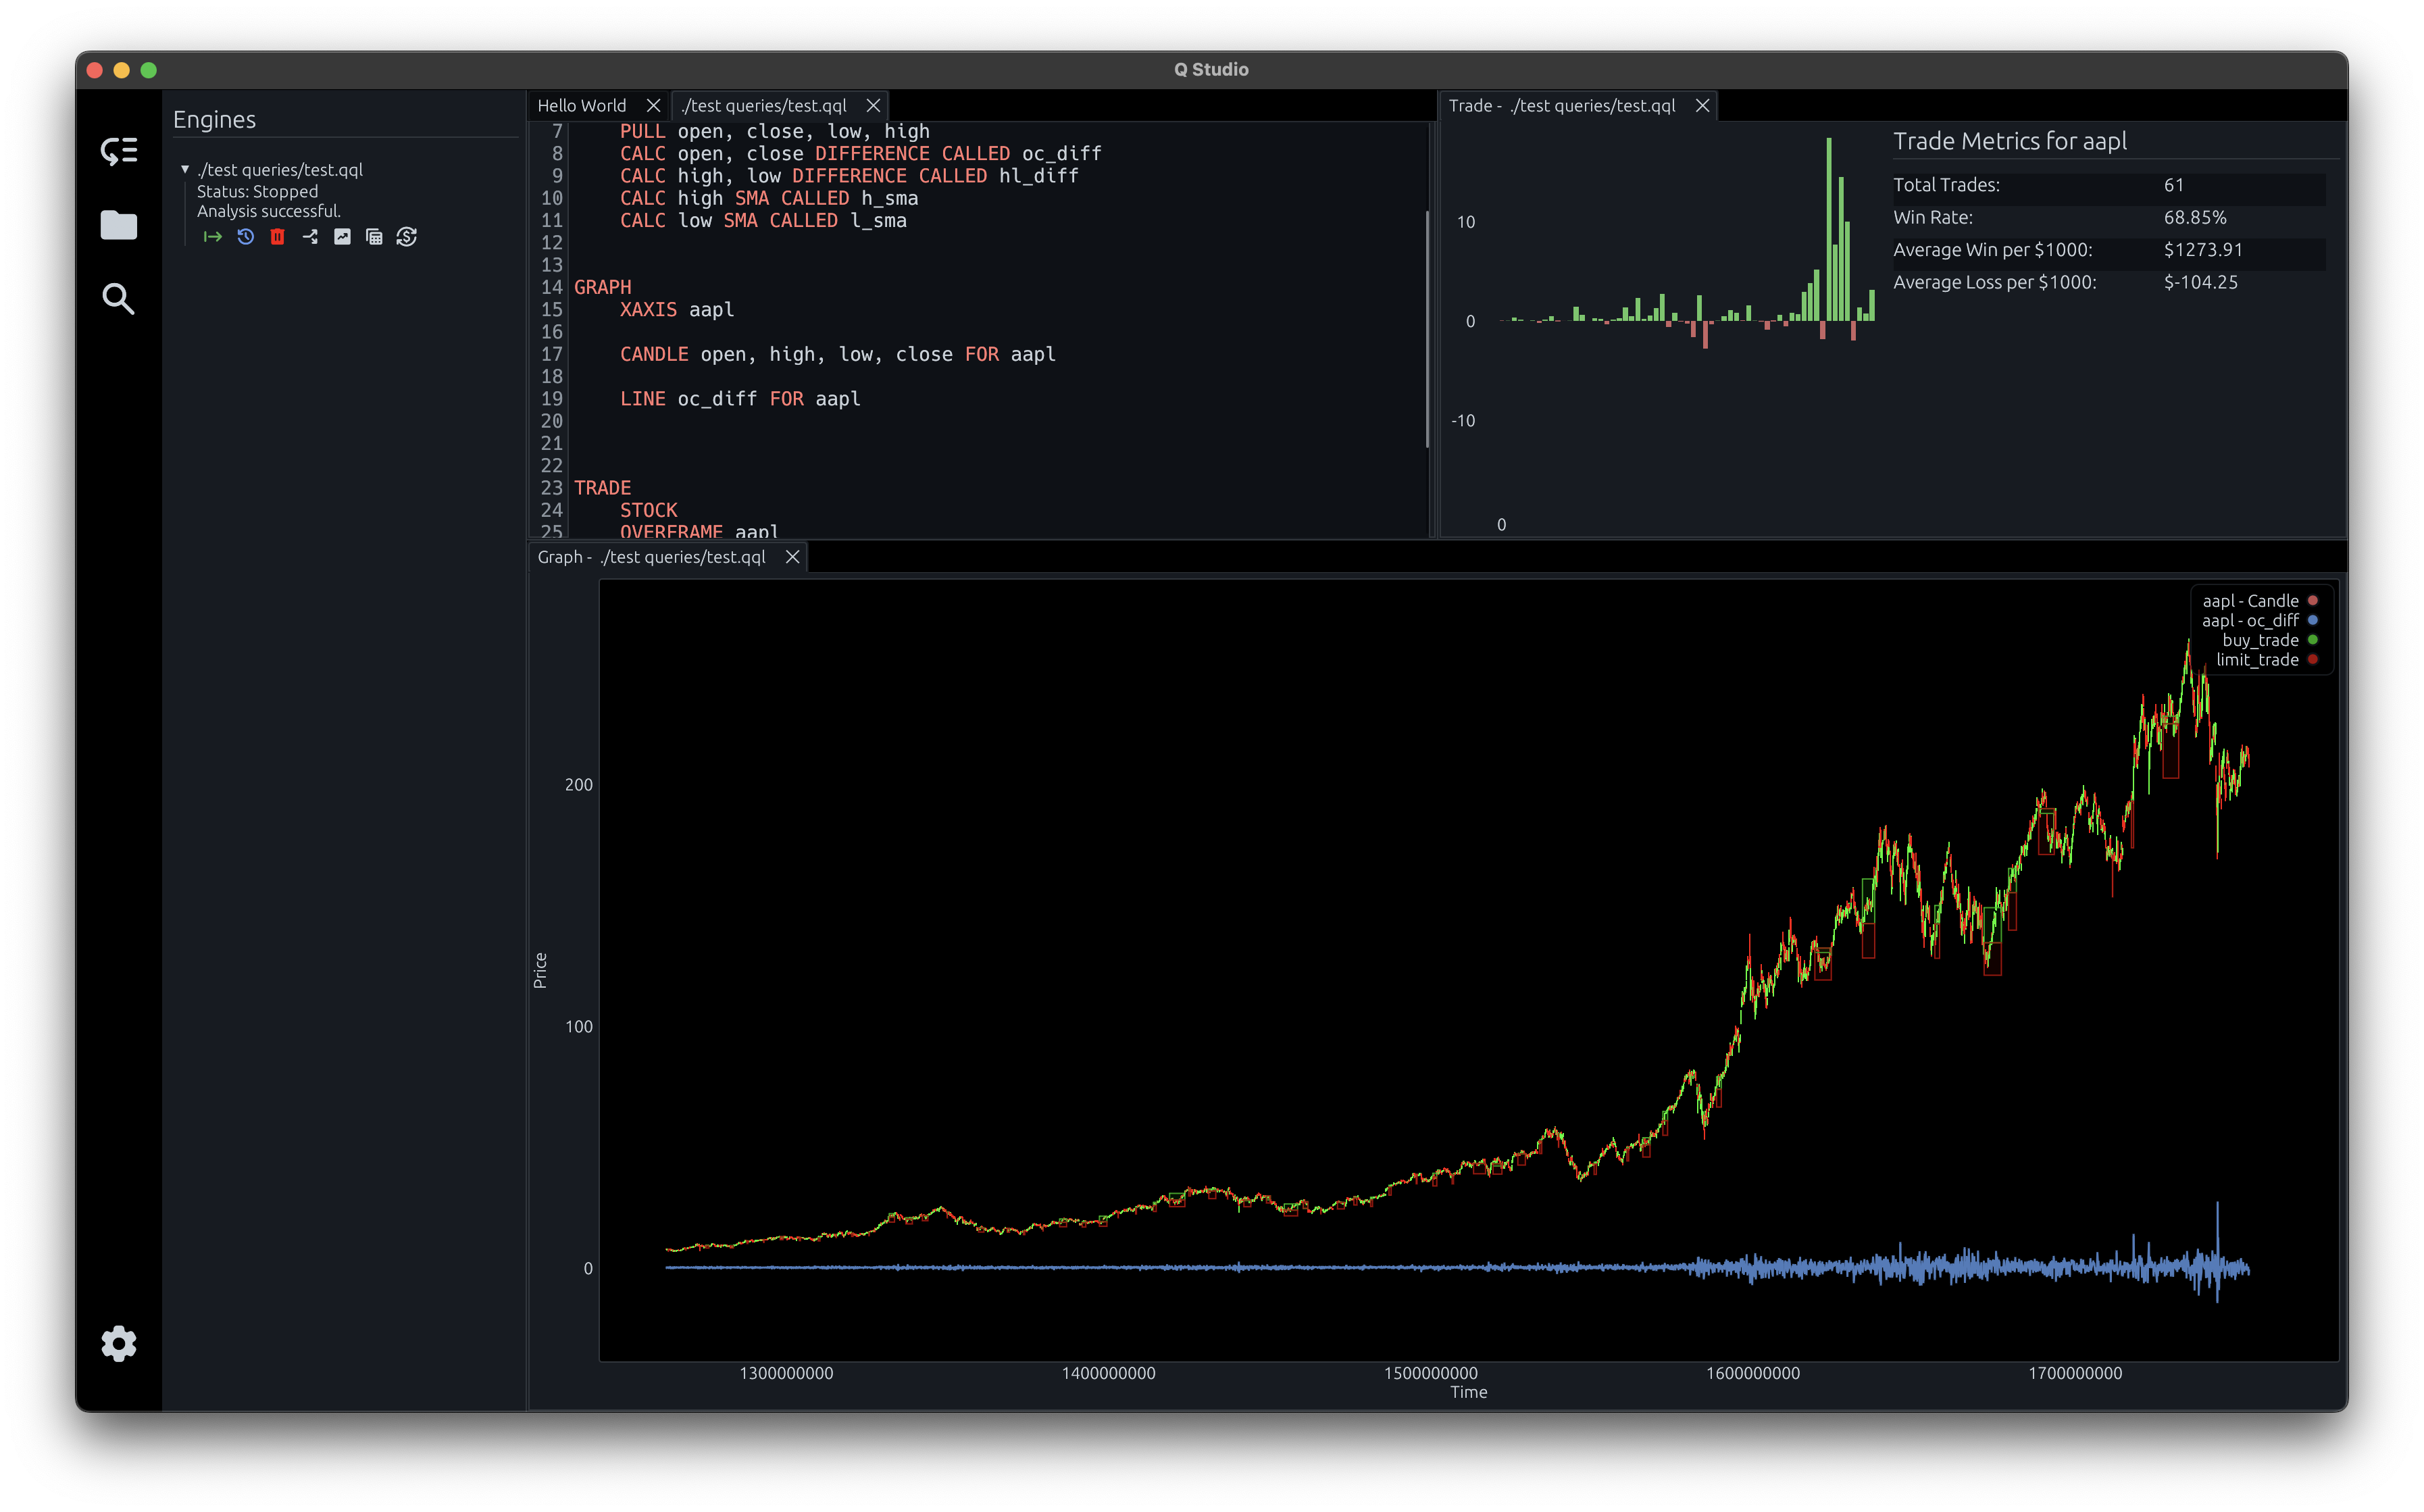 Q Studio
Engines
./test queries/test.qql
Status: Stopped
Analysis successful.
Hello World
./test queries/test.qql
7 PULL open, close, low, high
8 CALC open, close DIFFERENCE CALLED oc_diff
9 CALC high, low DIFFERENCE CALLED hl_diff
10 CALC high SMA CALLED h_sma
11 CALC low SMA CALLED l_sma
12
13
14 GRAPH
15 XAXIS aapl
16
17 CANDLE open, high, low, close FOR aapl
18
19 LINE oc_diff FOR aapl
20
21
22
23 TRADE
24 STOCK
25 OVERFRAME aapl
Trade - ./test queries/test.qql
10
0
-10
0
Trade Metrics for aapl
Total Trades: 61
Win Rate: 68.85%
Average Win per $1000: $1273.91
Average Loss per $1000: $-104.25
Graph - ./test queries/test.qql
aapl - Candle
aapl - oc_diff
buy_trade
limit_trade
200
100
0
Price
1300000000 1400000000 1500000000 1600000000 1700000000
Time